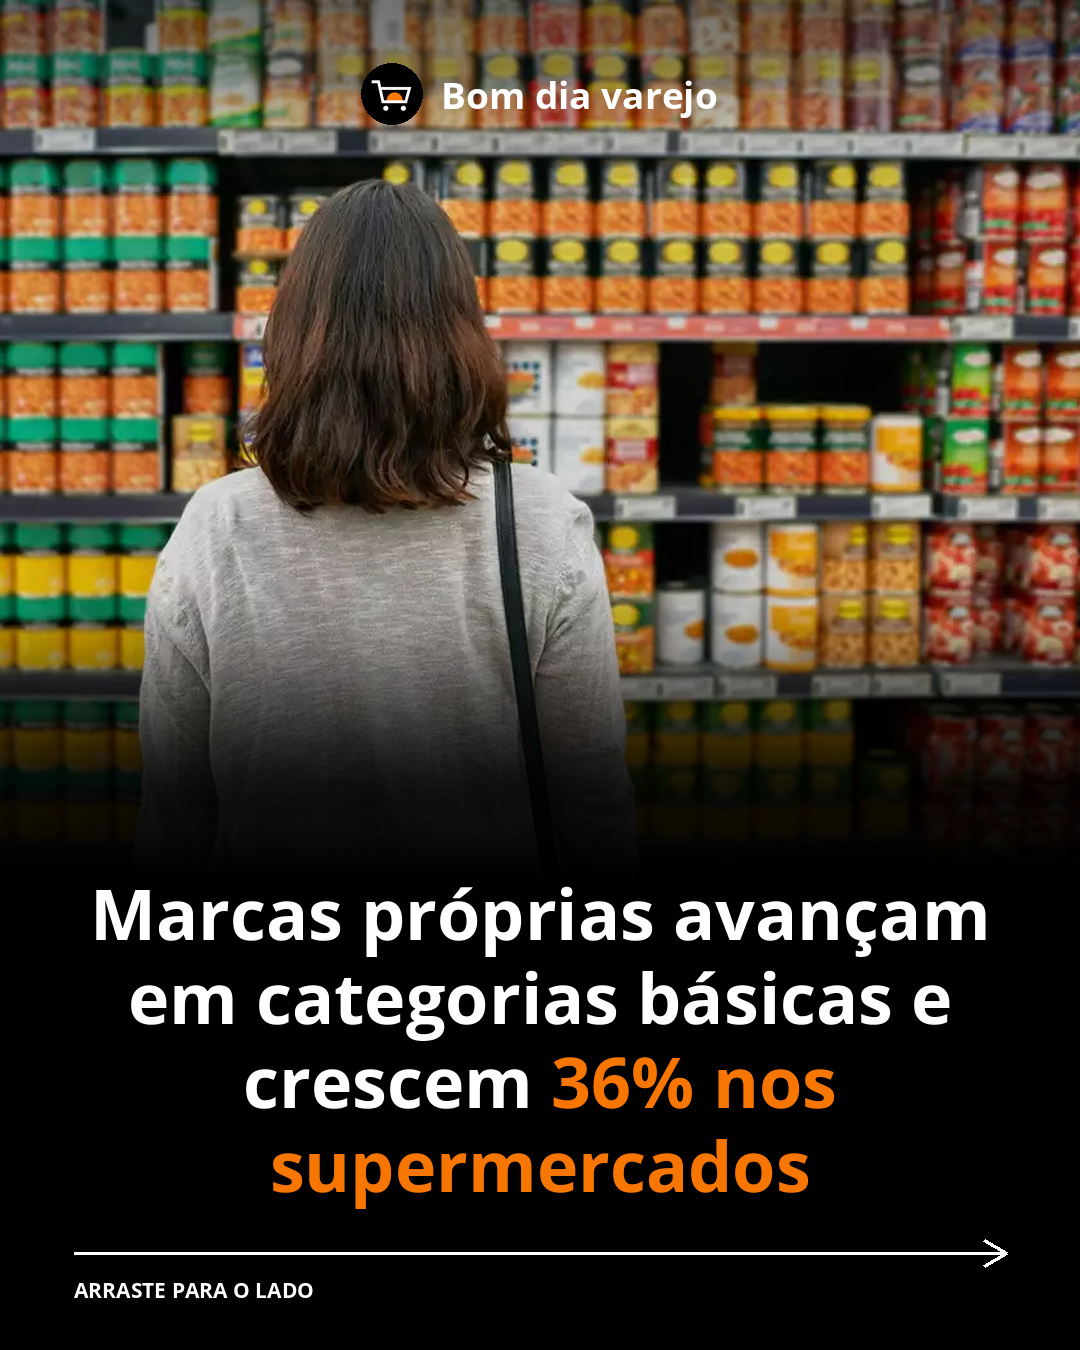 Bom dia varejo
Marcas próprias avançam
em categorias básicas e
crescem 36% nos
supermercados
ARRASTE PARA O LADO